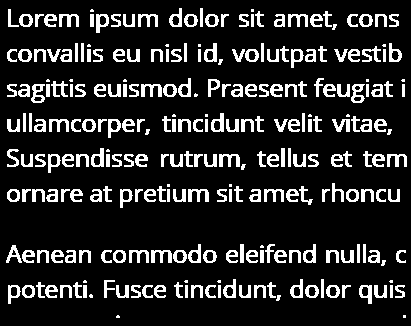 Lorem ipsum dolor sit amet, cons
convallis eu nisl id, volutpat vestib
sagittis euismod. Praesent feugiat i
ullamcorper, tincidunt velit vitae,
Suspendisse rutrum, tellus et tem
ornare at pretium sit amet, rhoncu
Aenean commodo eleifend nulla, c
potenti. Fusce tincidunt, dolor quis